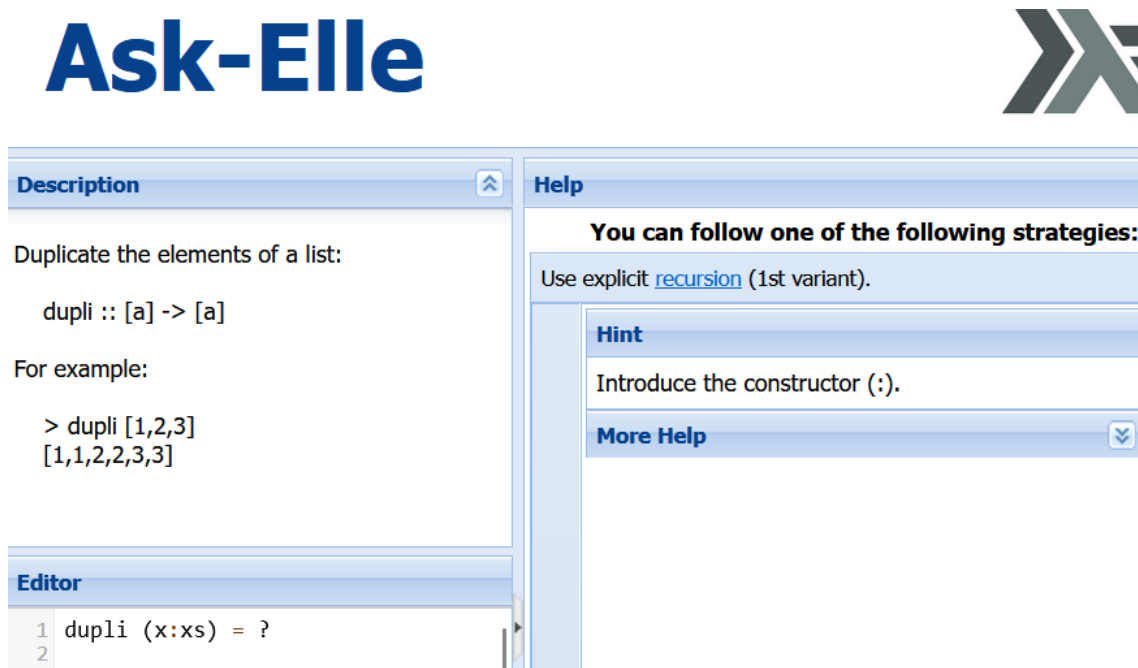 Ask-Elle
Description
Duplicate the elements of a list:
dupli :: [a] -> [a]
For example:
> dupli [1,2,3]
[1,1,2,2,3,3]
Editor
1 dupli (x:xs) = ?
2
Help
You can follow one of the following strategies:
Use explicit recursion (1st variant).
Hint
Introduce the constructor (:).
More Help